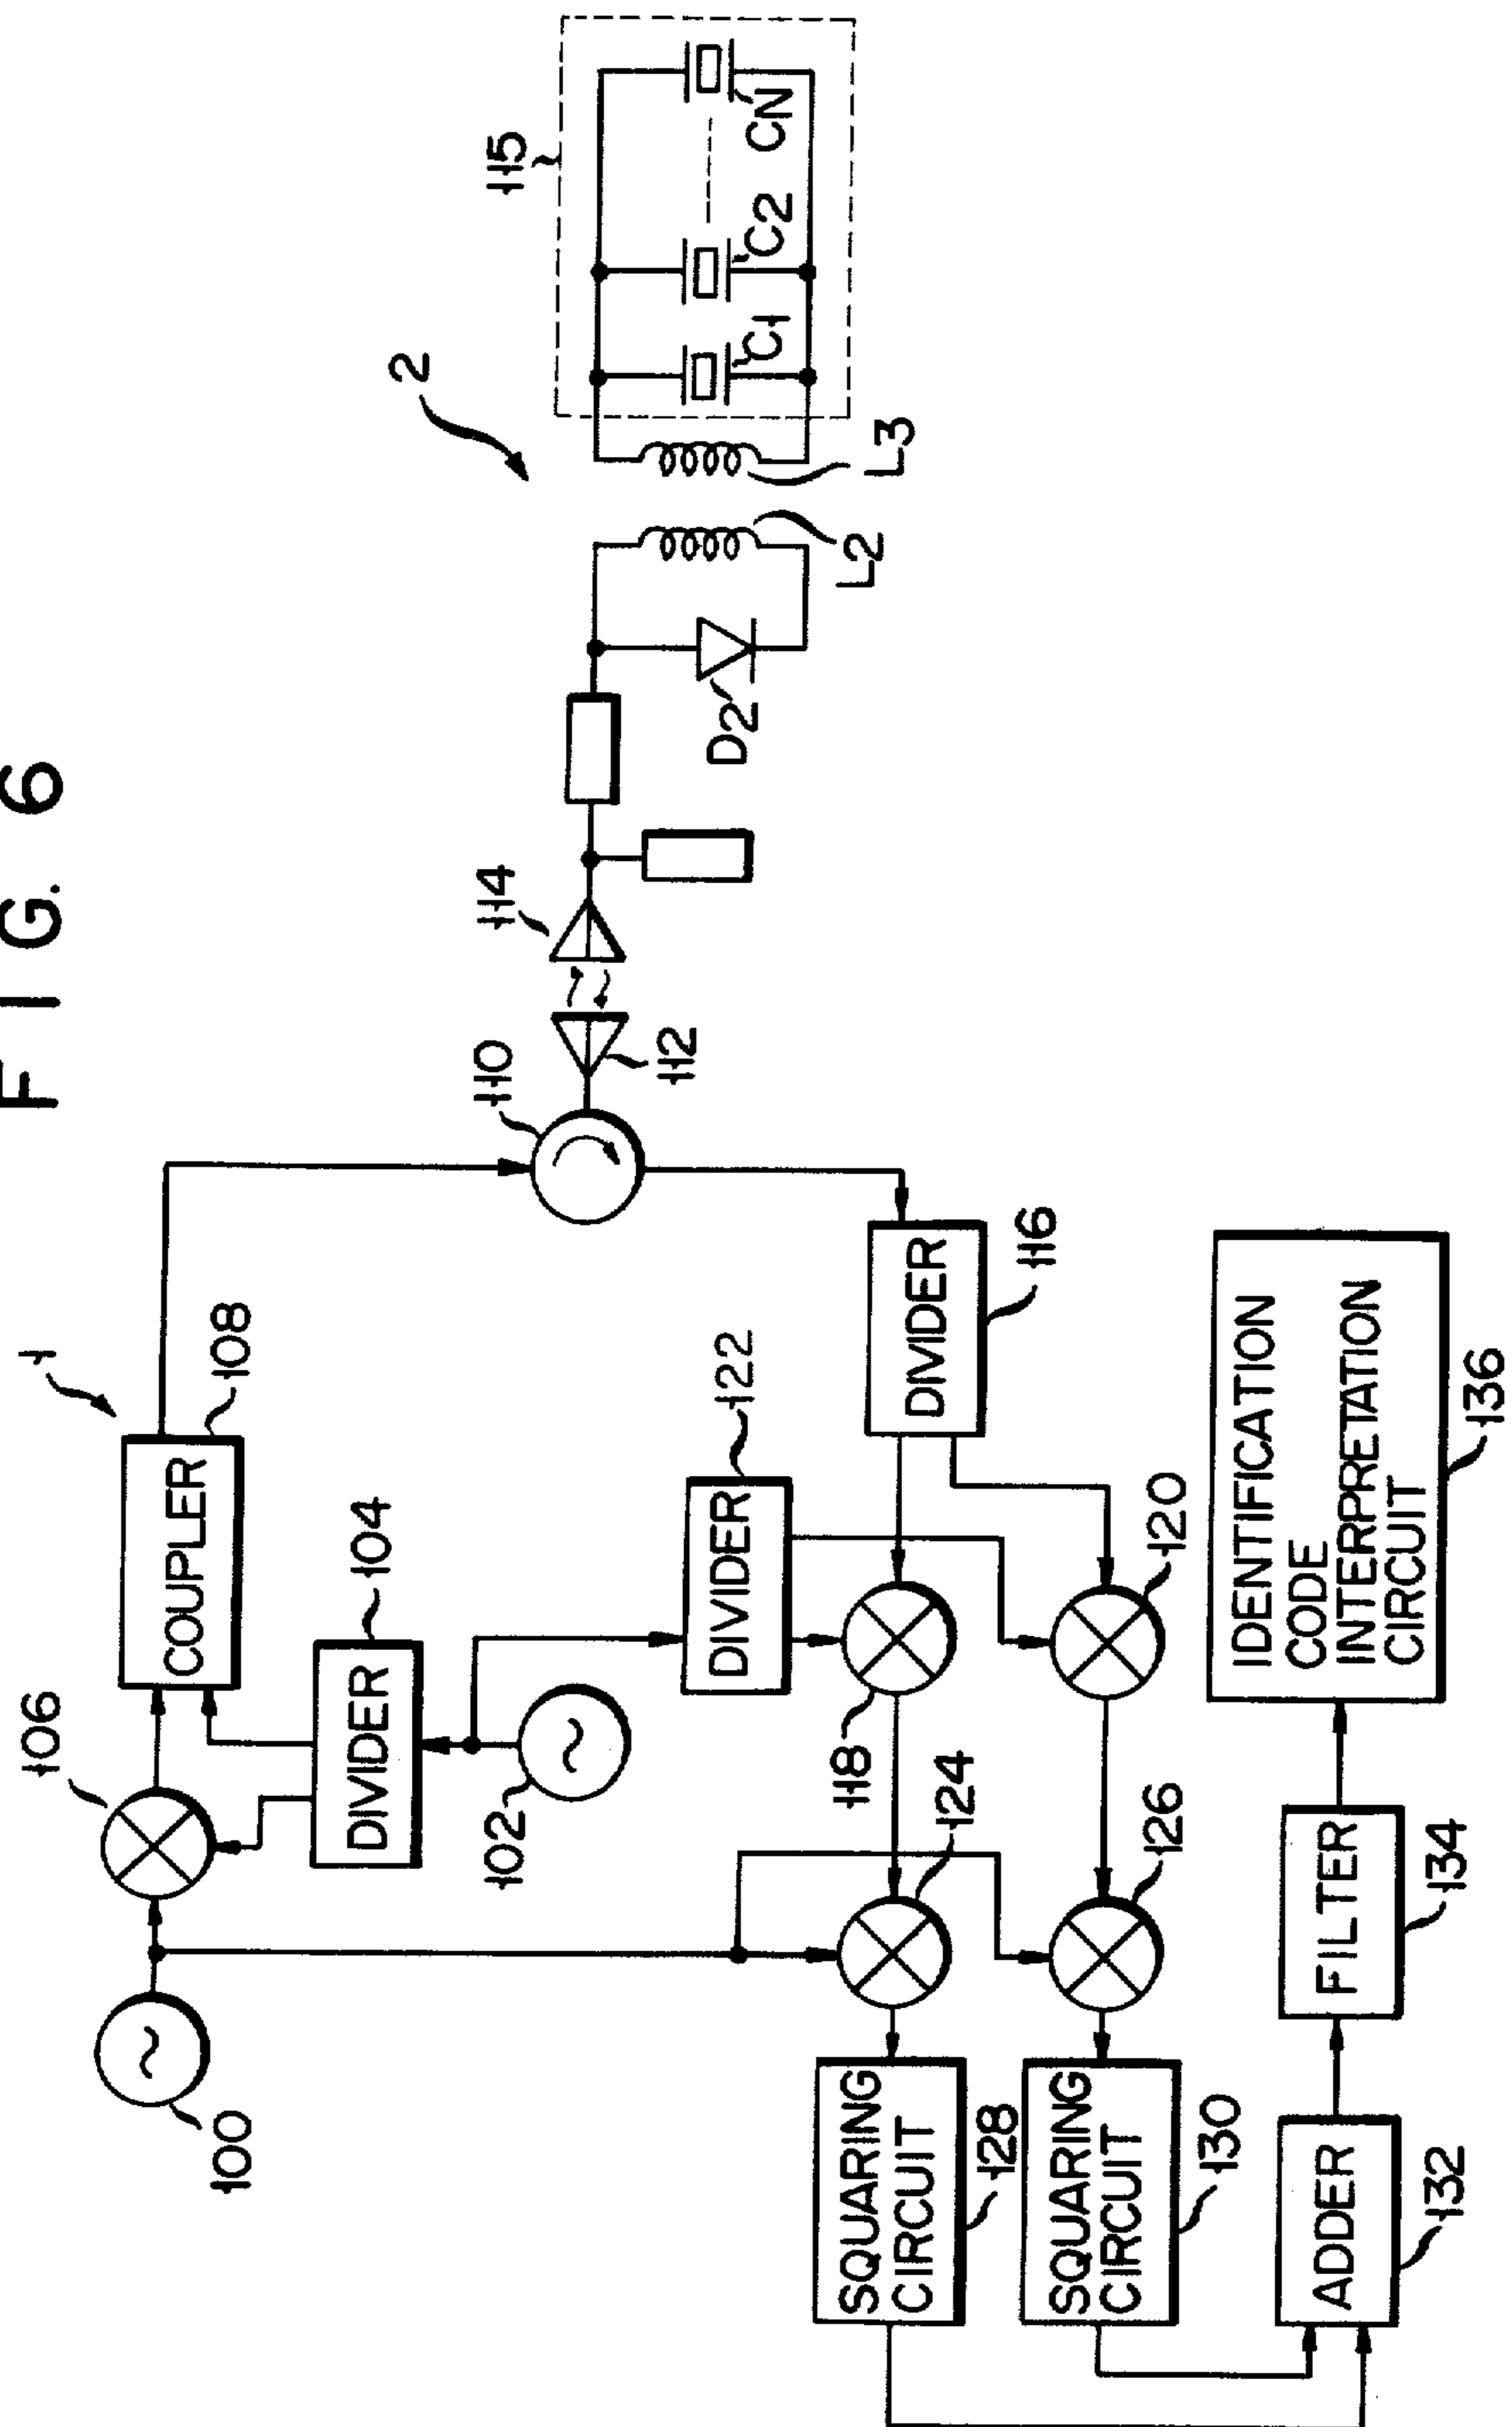 F I G. 6
1
106
COUPLER
108
100
DIVIDER
104
102
110
112
114
2
115
D2
L2
L3
C1
C2
CN
DIVIDER
122
DIVIDER
116
118
120
124
126
SQUARING
CIRCUIT
128
SQUARING
CIRCUIT
130
ADDER
132
FILTER
134
IDENTIFICATION
CODE
INTERPRETATION
CIRCUIT
136